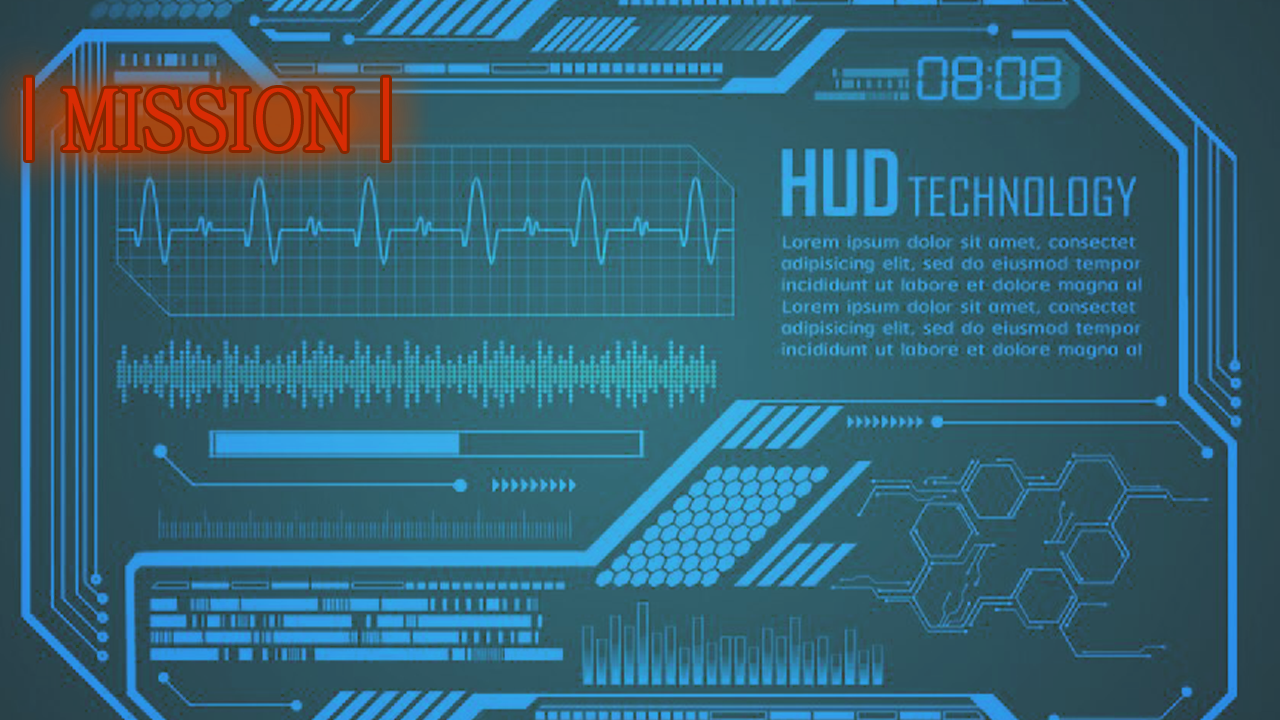 08:08
| MISSION |
HUD TECHNOLOGY
Lorem ipsum dolor sit amet, consectet
adipisicing elit, sed do eiusmod tempor
incididunt ut labore et dolore magna al
Lorem ipsum dolor sit amet, consectet
adipisicing elit, sed do eiusmod tempor
incididunt ut labore et dolore magna al